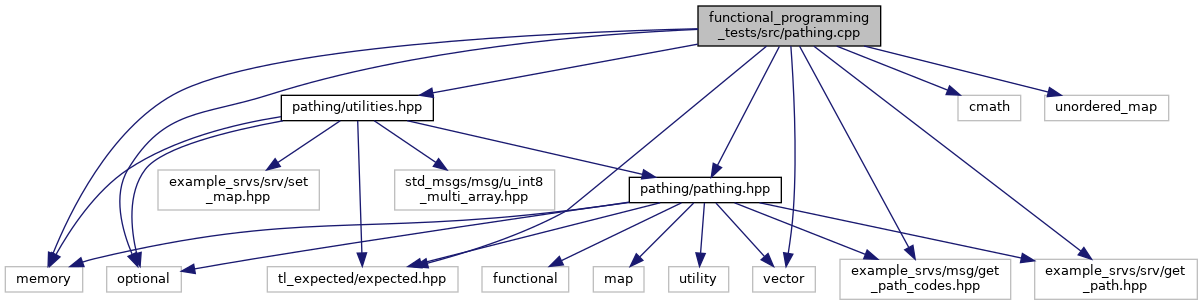 functional_programming
_tests/src/pathing.cpp
pathing/utilities.hpp
cmath
unordered_map
example_srvs/srv/set
_map.hpp
std_msgs/msg/u_int8
_multi_array.hpp
pathing/pathing.hpp
memory
optional
tl_expected/expected.hpp
functional
map
utility
vector
example_srvs/msg/get
_path_codes.hpp
example_srvs/srv/get
_path.hpp